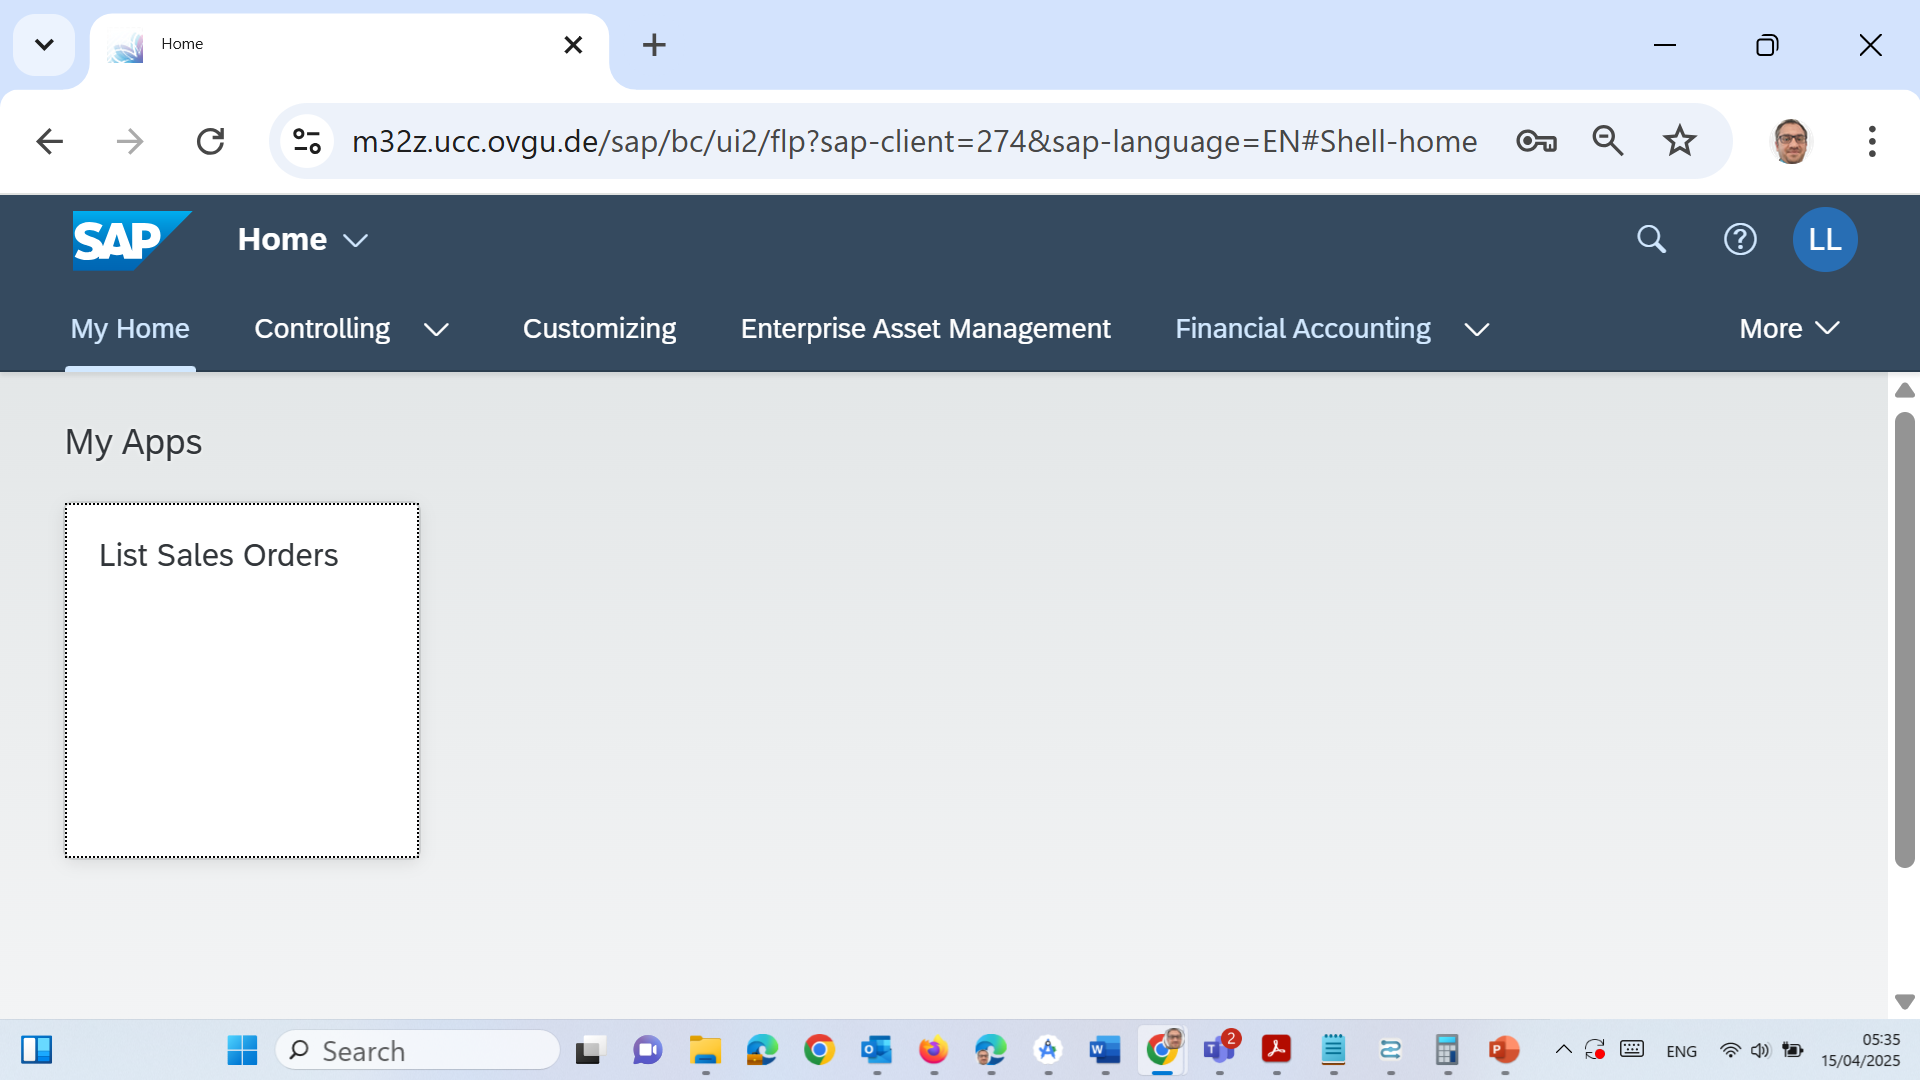 Home
m32z.ucc.ovgu.de/sap/bc/ui2/flp?sap-client=274&sap-language=EN#Shell-home
SAP Home LL
My Home Controlling Customizing Enterprise Asset Management Financial Accounting More
My Apps
List Sales Orders
Search 2 ENG 05:35
15/04/2025